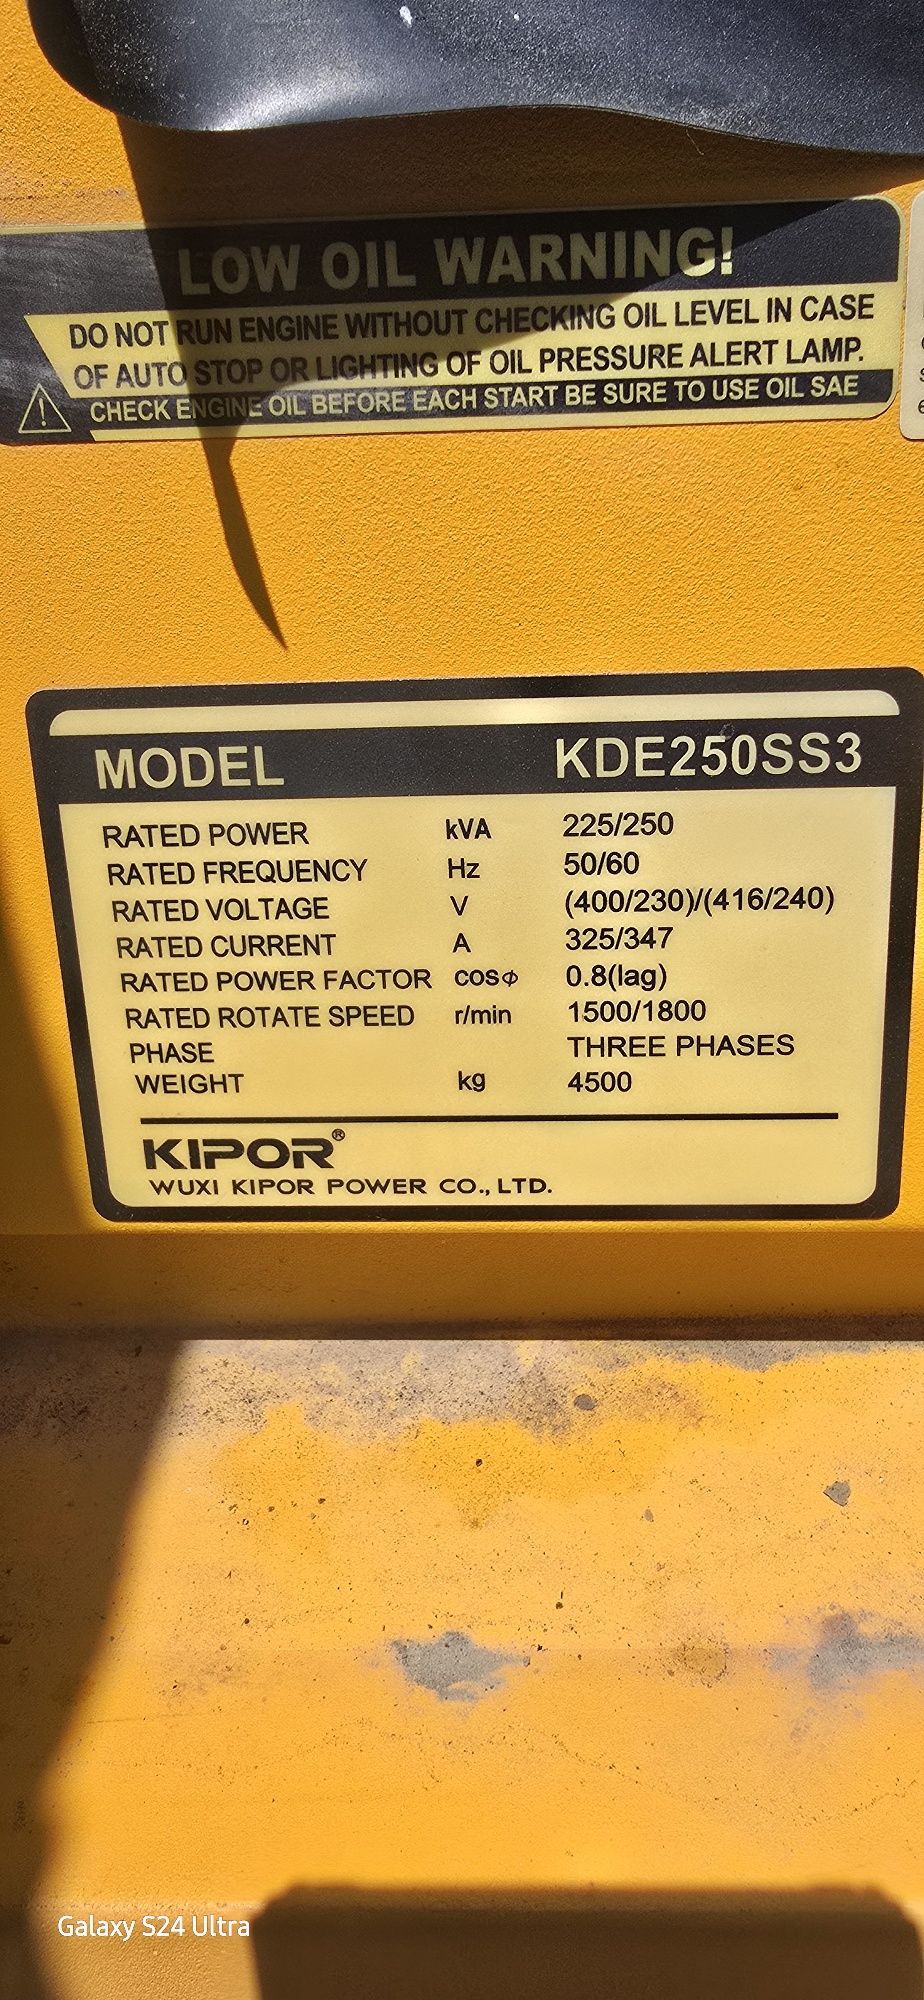 LOW OIL WARNING!
DO NOT RUN ENGINE WITHOUT CHECKING OIL LEVEL IN CASE
OF AUTO STOP OR LIGHTING OF OIL PRESSURE ALERT LAMP.
CHECK ENGINE OIL BEFORE EACH START BE SURE TO USE OIL SAE
MODEL KDE250SS3
RATED POWER kVA 225/250
RATED FREQUENCY Hz 50/60
RATED VOLTAGE V (400/230)/(416/240)
RATED CURRENT A 325/347
RATED POWER FACTOR cosφ 0.8(lag)
RATED ROTATE SPEED r/min 1500/1800
PHASE THREE PHASES
WEIGHT kg 4500
KIPOR®
WUXI KIPOR POWER CO., LTD.
Galaxy S24 Ultra